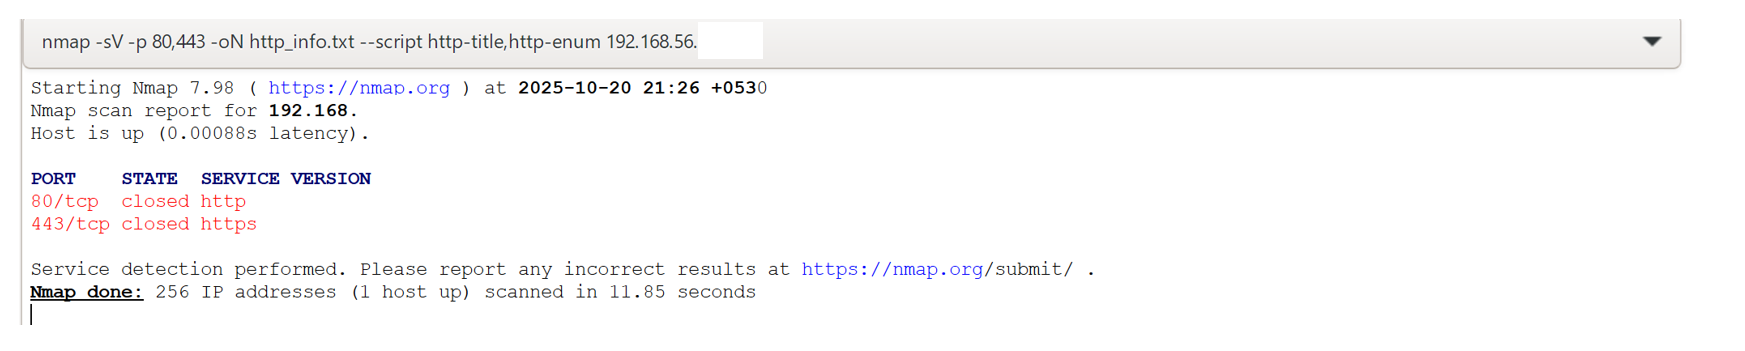 nmap -sV -p 80,443 -oN http_info.txt --script http-title,http-enum 192.168.56.
Starting Nmap 7.98 ( https://nmap.org ) at 2025-10-20 21:26 +0530
Nmap scan report for 192.168.
Host is up (0.00088s latency).
PORT    STATE  SERVICE VERSION
80/tcp  closed http
443/tcp closed https
Service detection performed. Please report any incorrect results at https://nmap.org/submit/ .
Nmap done: 256 IP addresses (1 host up) scanned in 11.85 seconds